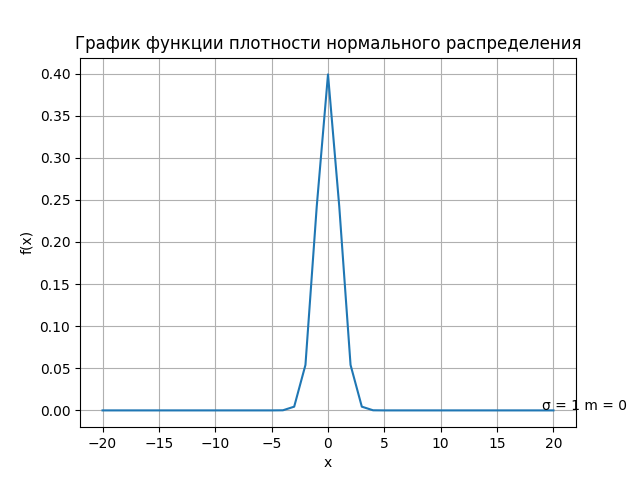 График функции плотности нормального распределения
0.40
0.35
0.30
0.25
0.20
0.15
0.10
0.05
0.00
f(x)
σ = 1 m = 0
−20 −15 −10 −5 0 5 10 15 20
x